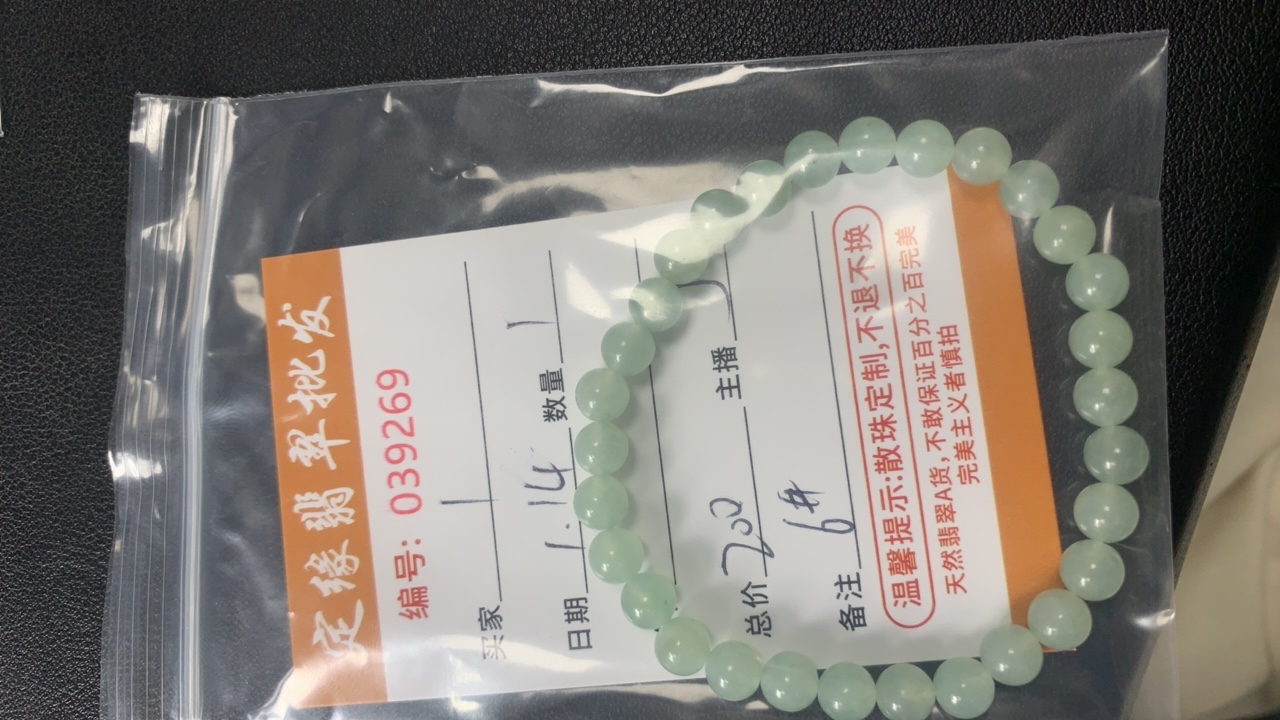 定缘翡翠批发
编号：039269
买家 1
日期 1.14 数量 1
总价 200 主播
备注 6#
温馨提示:散珠定制,不退不换
天然翡翠A货,不敢保证百分之百完美
完美主义者慎拍